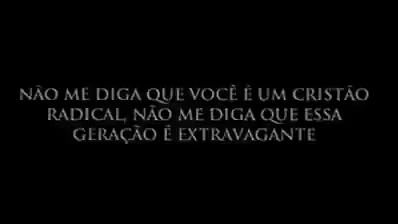 NÃO ME DIGA QUE VOCÊ É UM CRISTÃO
RADICAL, NÃO ME DIGA QUE ESSA
GERAÇÃO É EXTRAVAGANTE